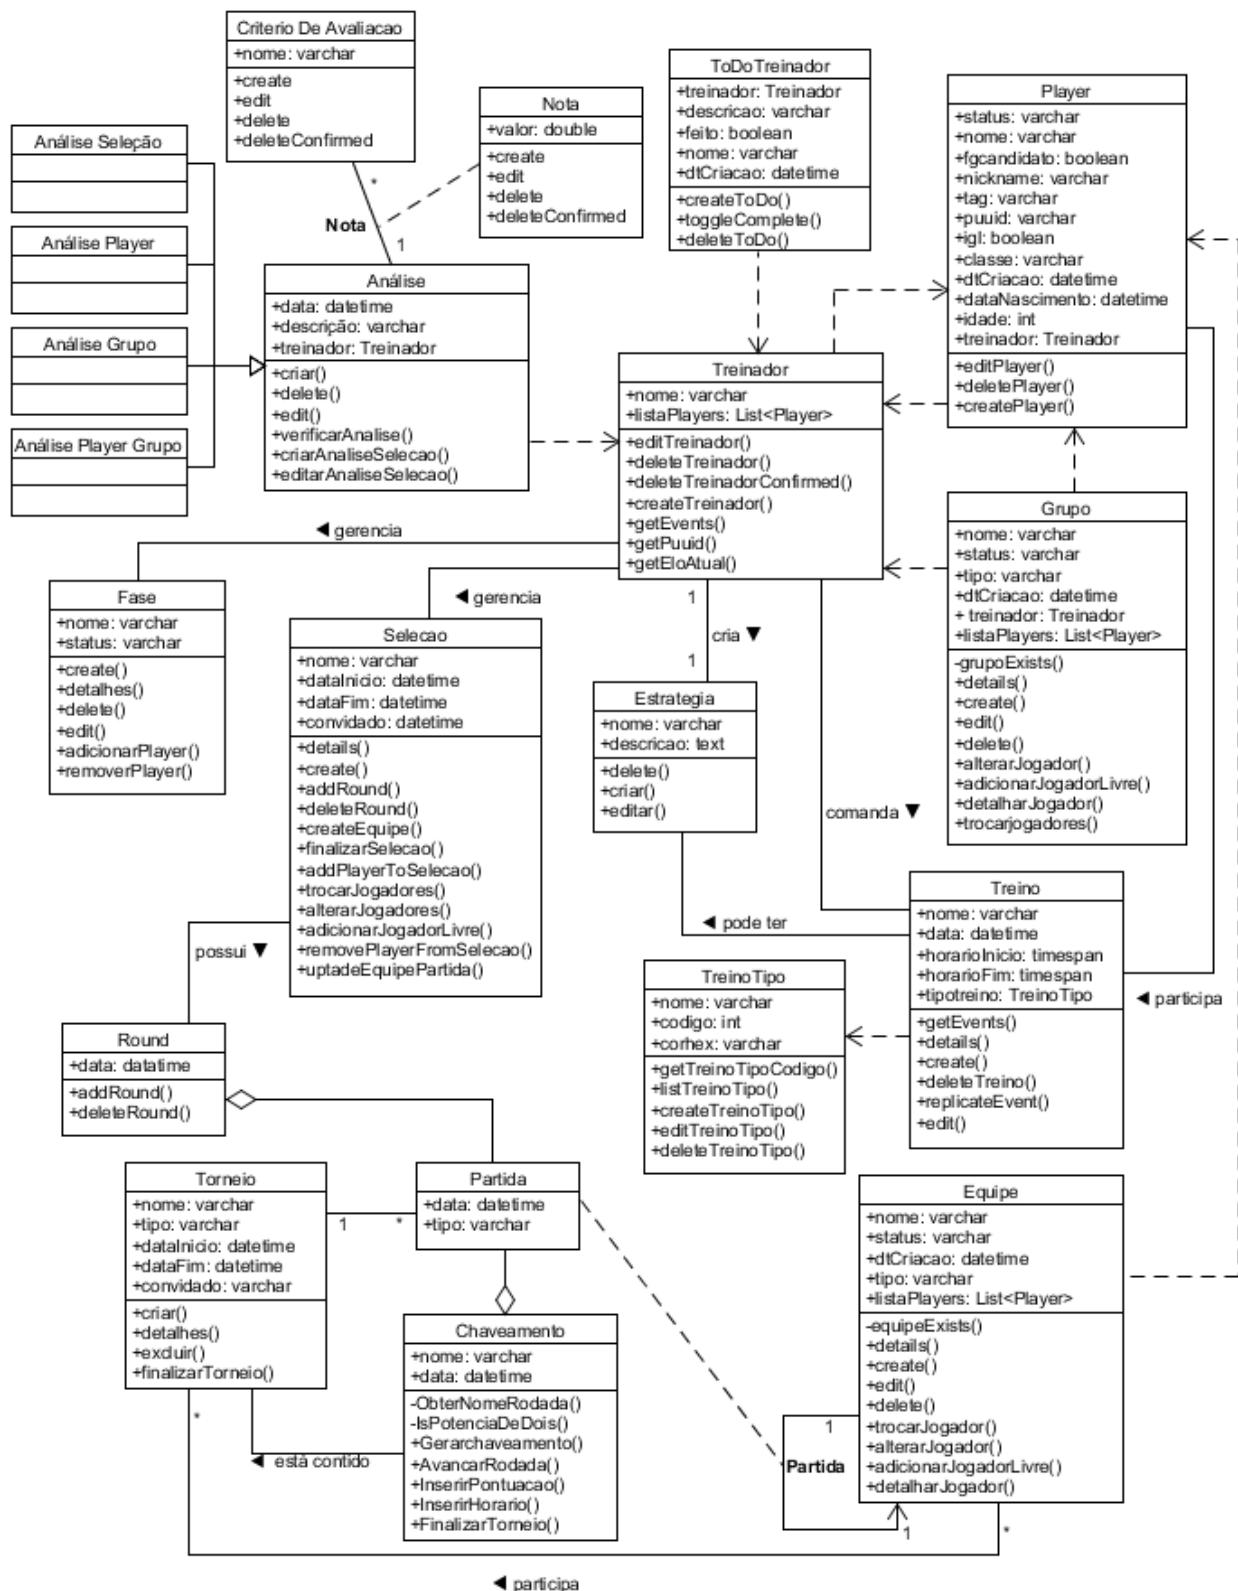 Criterio De Avaliacao
+nome: varchar
+create
+edit
+delete
+deleteConfirmed
Nota
+valor: double
+create
+edit
+delete
+deleteConfirmed
ToDoTreinador
+treinador: Treinador
+descricao: varchar
+feito: boolean
+nome: varchar
+dtCriacao: datetime
+createToDo()
+toggleComplete()
+deleteToDo()
Player
+status: varchar
+nome: varchar
+fgcandidato: boolean
+nickname: varchar
+tag: varchar
+puuid: varchar
+igl: boolean
+classe: varchar
+dtCriacao: datetime
+dataNascimento: datetime
+idade: int
+treinador: Treinador
+editPlayer()
+deletePlayer()
+createPlayer()
Análise Seleção
Análise Player
Análise Grupo
Análise Player Grupo
*
Nota
1
Análise
+data: datetime
+descrição: varchar
+treinador: Treinador
+criar()
+delete()
+edit()
+verificarAnalise()
+criarAnaliseSelecao()
+editarAnaliseSelecao()
Treinador
+nome: varchar
+listaPlayers: List<Player>
+editTreinador()
+deleteTreinador()
+deleteTreinadorConfirmed()
+createTreinador()
+getEvents()
+getPuuid()
+getEloAtual()
Grupo
+nome: varchar
+status: varchar
+tipo: varchar
+dtCriacao: datetime
+ treinador: Treinador
+listaPlayers: List<Player>
-grupoExists()
+details()
+create()
+edit()
+delete()
+alterarJogador()
+adicionarJogadorLivre()
+detalharJogador()
+trocarjogadores()
◀ gerencia
◀ gerencia
Fase
+nome: varchar
+status: varchar
+create()
+detalhes()
+delete()
+edit()
+adicionarPlayer()
+removerPlayer()
Selecao
+nome: varchar
+dataInicio: datetime
+dataFim: datetime
+convidado: datetime
+details()
+create()
+addRound()
+deleteRound()
+createEquipe()
+finalizarSelecao()
+addPlayerToSelecao()
+trocarJogadores()
+alterarJogadores()
+adicionarJogadorLivre()
+removePlayerFromSelecao()
+uptadeEquipePartida()
1
cria ▼
1
Estrategia
+nome: varchar
+descricao: text
+delete()
+criar()
+editar()
comanda ▼
◀ pode ter
Treino
+nome: varchar
+data: datetime
+horarioInicio: timespan
+horarioFim: timespan
+tipotreino: TreinoTipo
+getEvents()
+details()
+create()
+deleteTreino()
+replicateEvent()
+edit()
◀ participa
possui ▼
TreinoTipo
+nome: varchar
+codigo: int
+corhex: varchar
+getTreinoTipoCodigo()
+listTreinoTipo()
+createTreinoTipo()
+editTreinoTipo()
+deleteTreinoTipo()
Round
+data: datatime
+addRound()
+deleteRound()
Torneio
+nome: varchar
+tipo: varchar
+dataInicio: datetime
+dataFim: datetime
+convidado: varchar
+criar()
+detalhes()
+excluir()
+finalizarTorneio()
1
*
Partida
+data: datetime
+tipo: varchar
Chaveamento
+nome: varchar
+data: datetime
-ObterNomeRodada()
-IsPotenciaDeDois()
+Gerarchaveamento()
+AvancarRodada()
+InserirPontuacao()
+InserirHorario()
+FinalizarTorneio()
Equipe
+nome: varchar
+status: varchar
+dtCriacao: datetime
+tipo: varchar
+listaPlayers: List<Player>
-equipeExists()
+details()
+create()
+edit()
+delete()
+trocarJogador()
+alterarJogador()
+adicionarJogadorLivre()
+detalharJogador()
*
◀ está contido
1
Partida
1
*
◀ participa